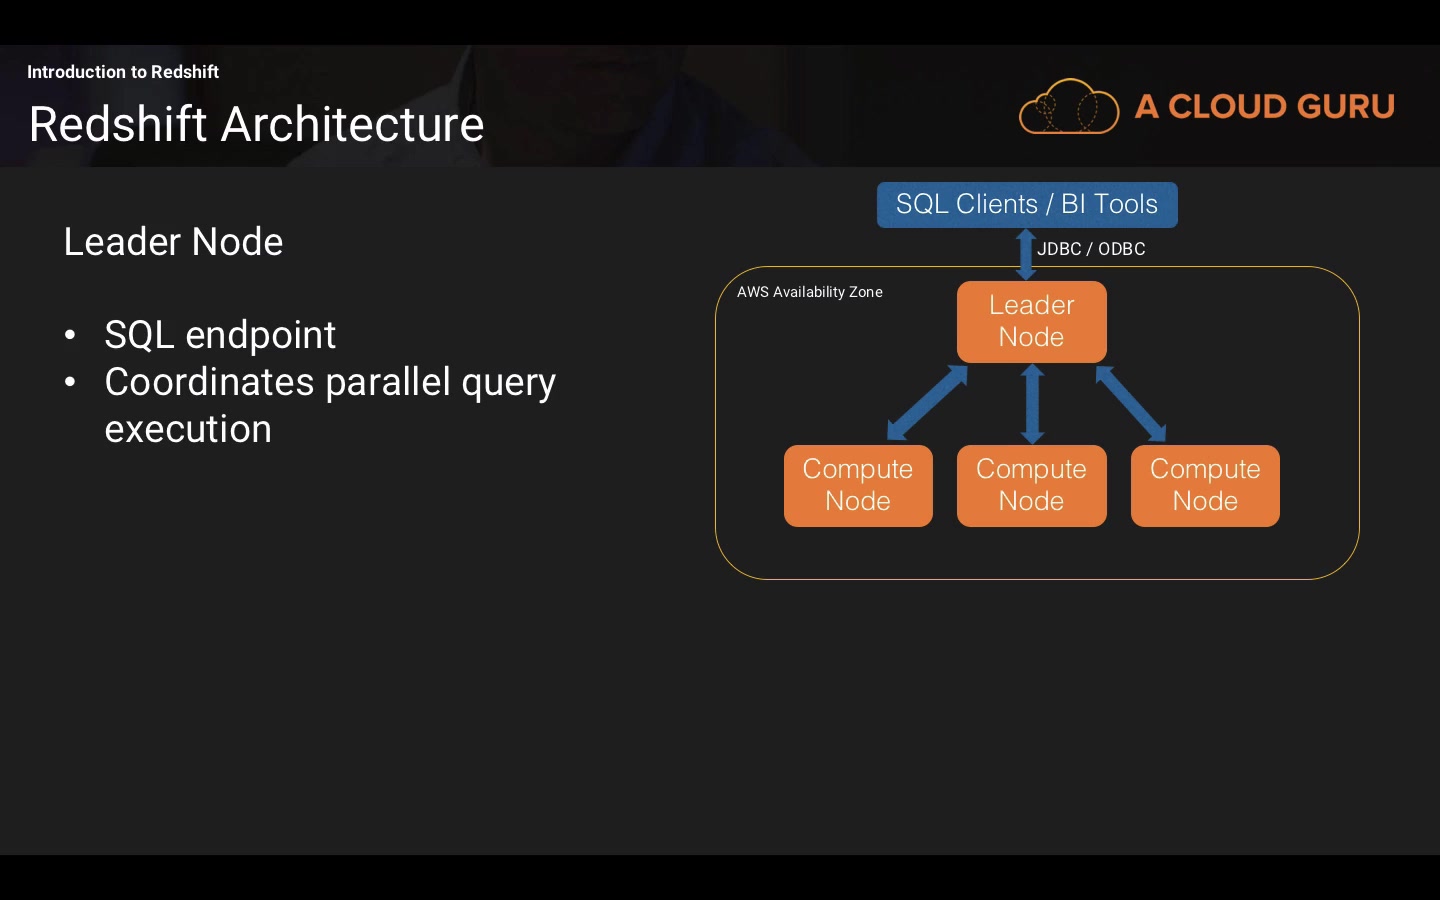 Introduction to Redshift
Redshift Architecture
A CLOUD GURU
Leader Node
• SQL endpoint
• Coordinates parallel query
execution
SQL Clients / BI Tools
JDBC / ODBC
AWS Availability Zone
Leader
Node
Compute
Node
Compute
Node
Compute
Node